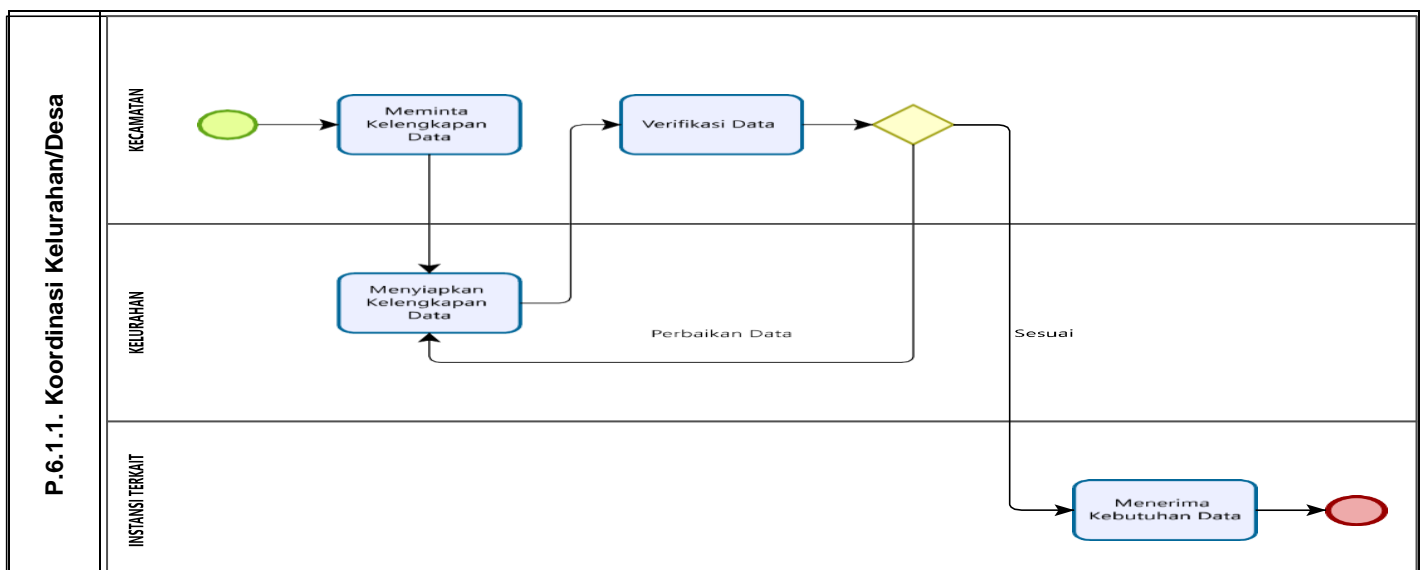 P.6.1.1. Koordinasi Kelurahan/Desa
KECAMATAN
Meminta
Kelengkapan
Data
Verifikasi Data
KELURAHAN
Menyiapkan
Kelengkapan
Data
Perbaikan Data
Sesuai
INSTANSI TERKAIT
Menerima
Kebutuhan Data